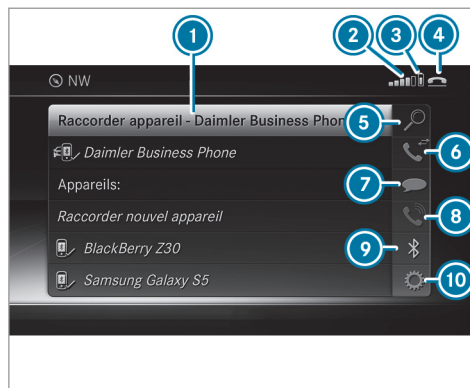 1
2
3
4
NW
Raccorder appareil - Daimler Business Phon
5
Daimler Business Phone
6
Appareils:
7
Raccorder nouvel appareil
8
BlackBerry Z30
9
Samsung Galaxy S5
10